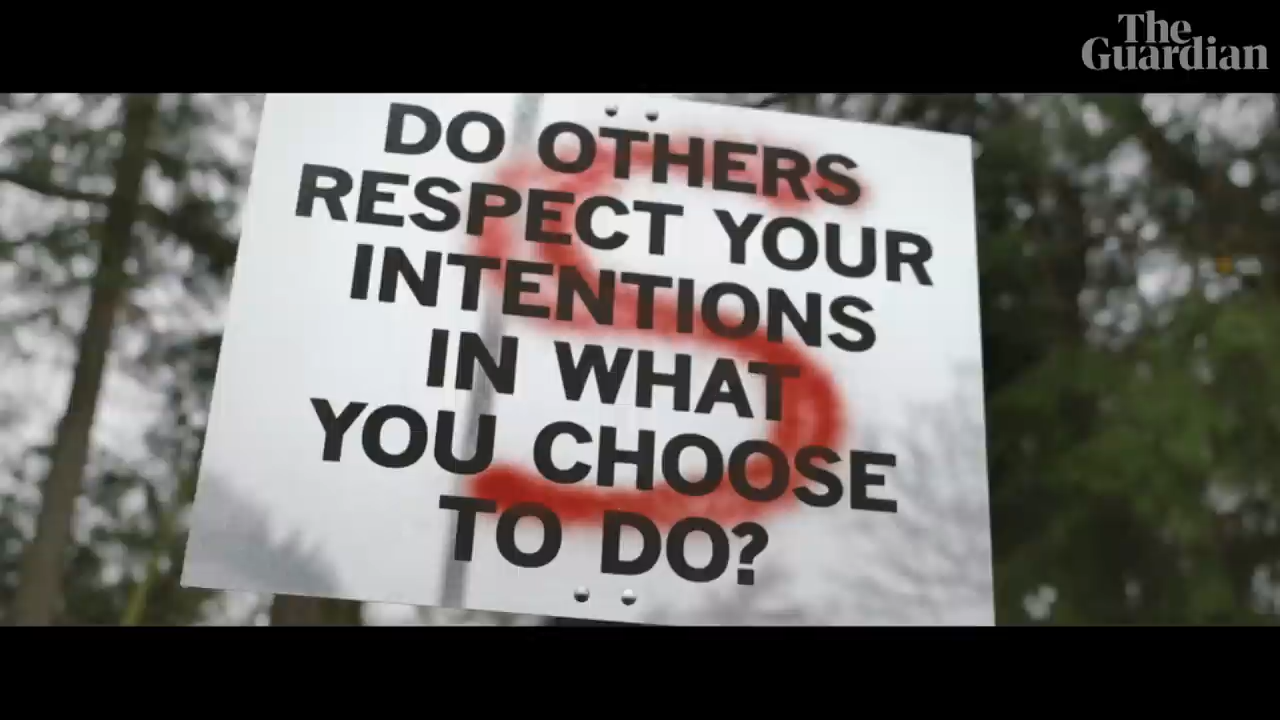 The
Guardian
DO OTHERS
RESPECT YOUR
INTENTIONS
IN WHAT
YOU CHOOSE
TO DO?
S